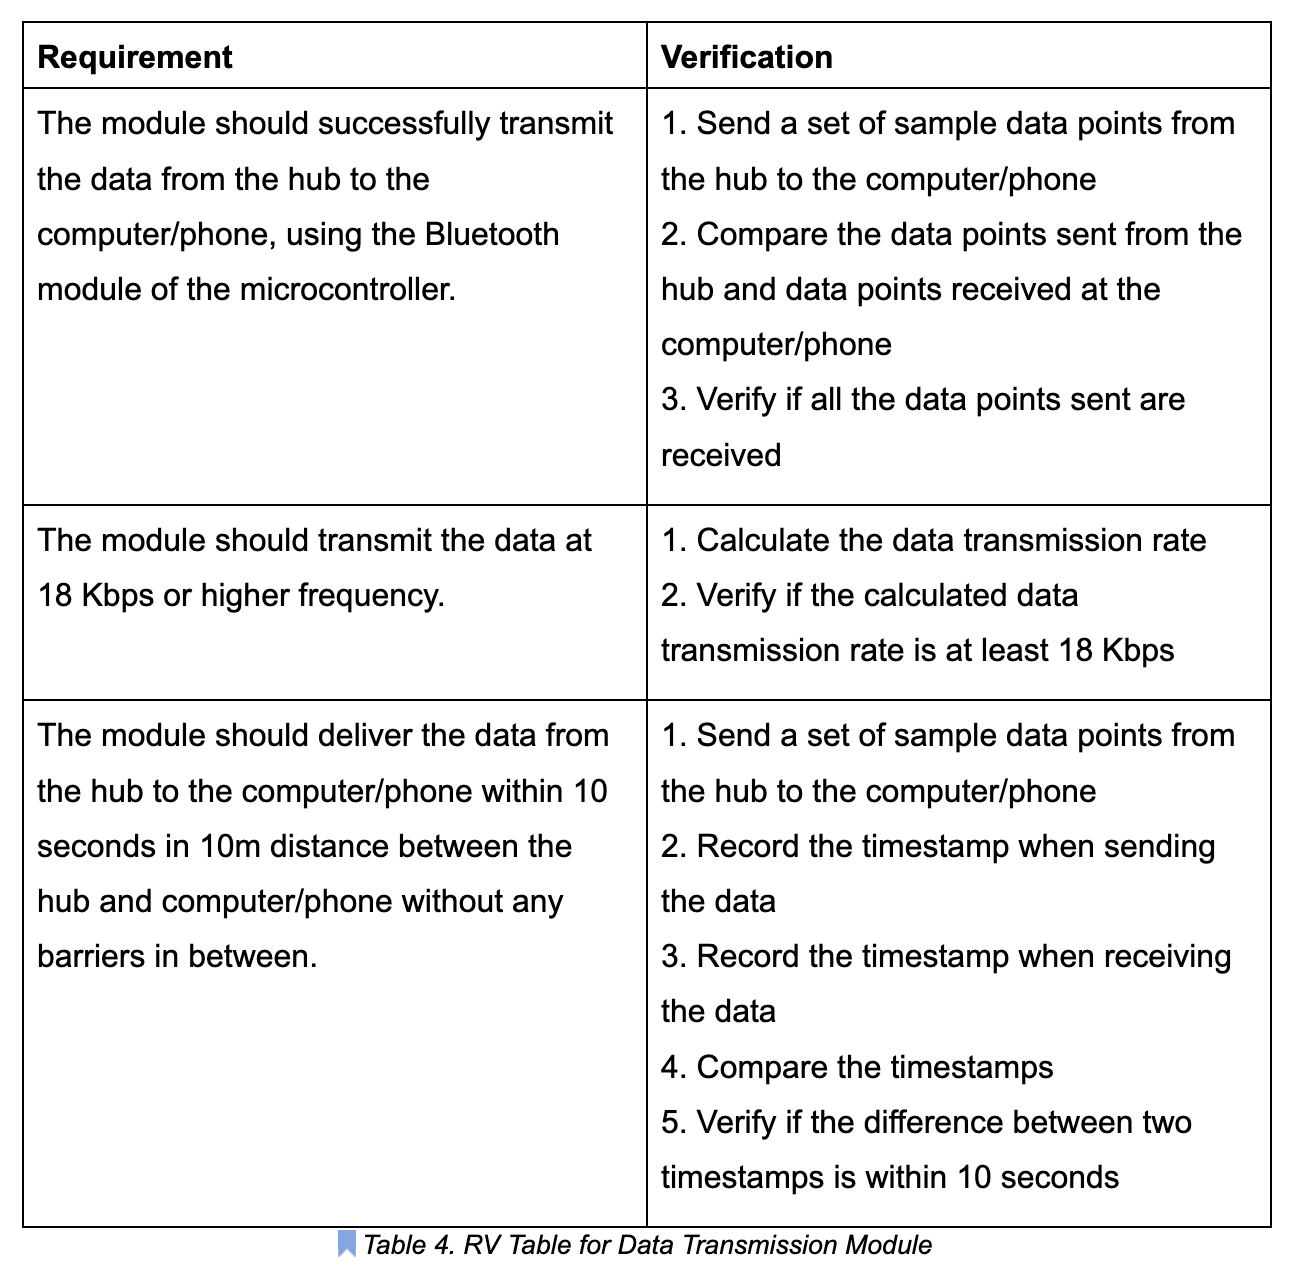 Requirement
Verification
The module should successfully transmit
the data from the hub to the
computer/phone, using the Bluetooth
module of the microcontroller.
1. Send a set of sample data points from
the hub to the computer/phone
2. Compare the data points sent from the
hub and data points received at the
computer/phone
3. Verify if all the data points sent are
received
The module should transmit the data at
18 Kbps or higher frequency.
1. Calculate the data transmission rate
2. Verify if the calculated data
transmission rate is at least 18 Kbps
The module should deliver the data from
the hub to the computer/phone within 10
seconds in 10m distance between the
hub and computer/phone without any
barriers in between.
1. Send a set of sample data points from
the hub to the computer/phone
2. Record the timestamp when sending
the data
3. Record the timestamp when receiving
the data
4. Compare the timestamps
5. Verify if the difference between two
timestamps is within 10 seconds
Table 4. RV Table for Data Transmission Module